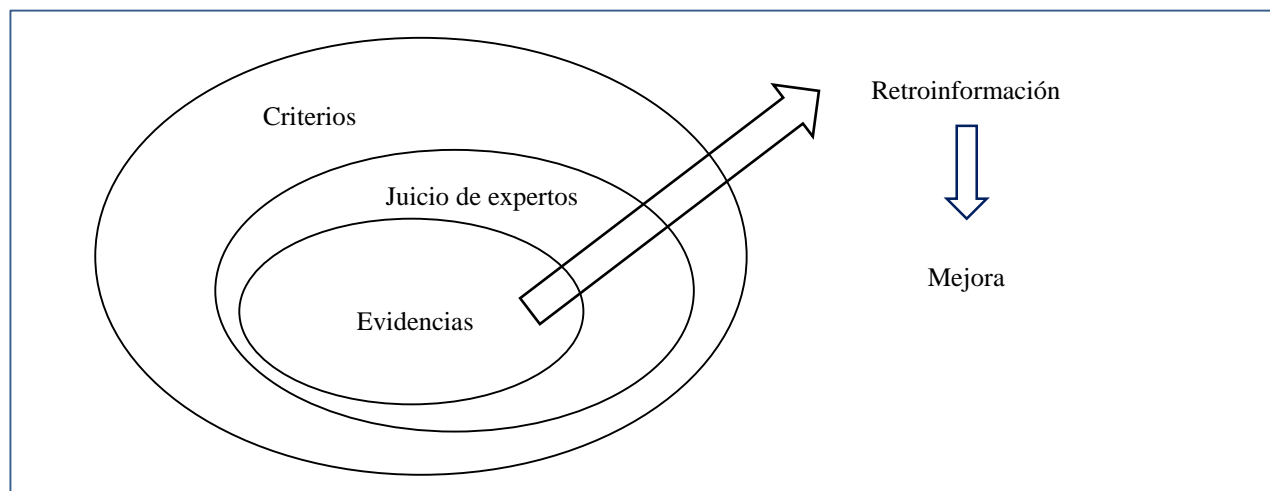 Criterios
Juicio de expertos
Evidencias
Retroinformación
Mejora